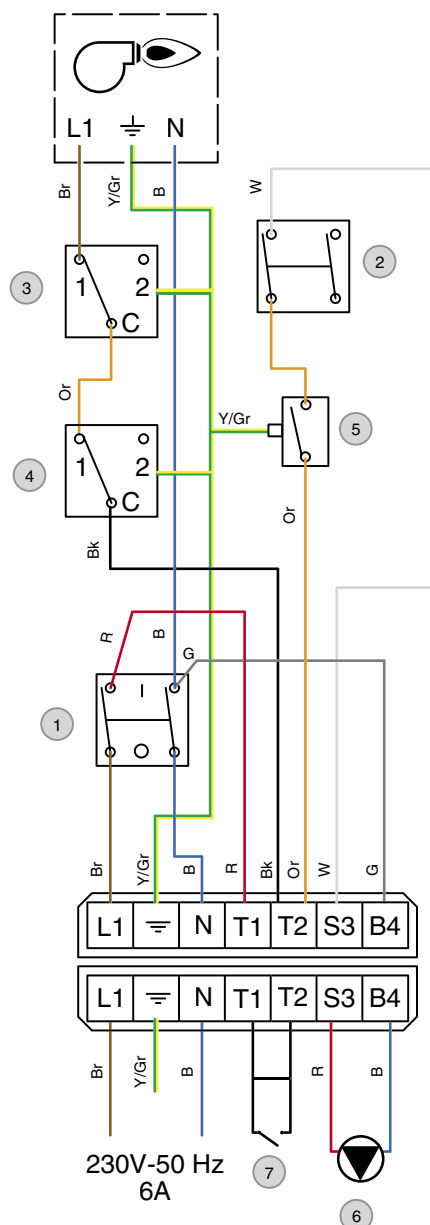 L1 N
Br
Y/Gr
B
W
2
3
1 2
C
Or
Y/Gr
5
4
1 2
C
Bk
Or
R
B
G
1
I
O
Br
Y/Gr
B
R
Bk
Or
W
G
L1 N T1 T2 S3 B4
L1 N T1 T2 S3 B4
Br
Y/Gr
B
R
B
230V-50 Hz
6A
7
6